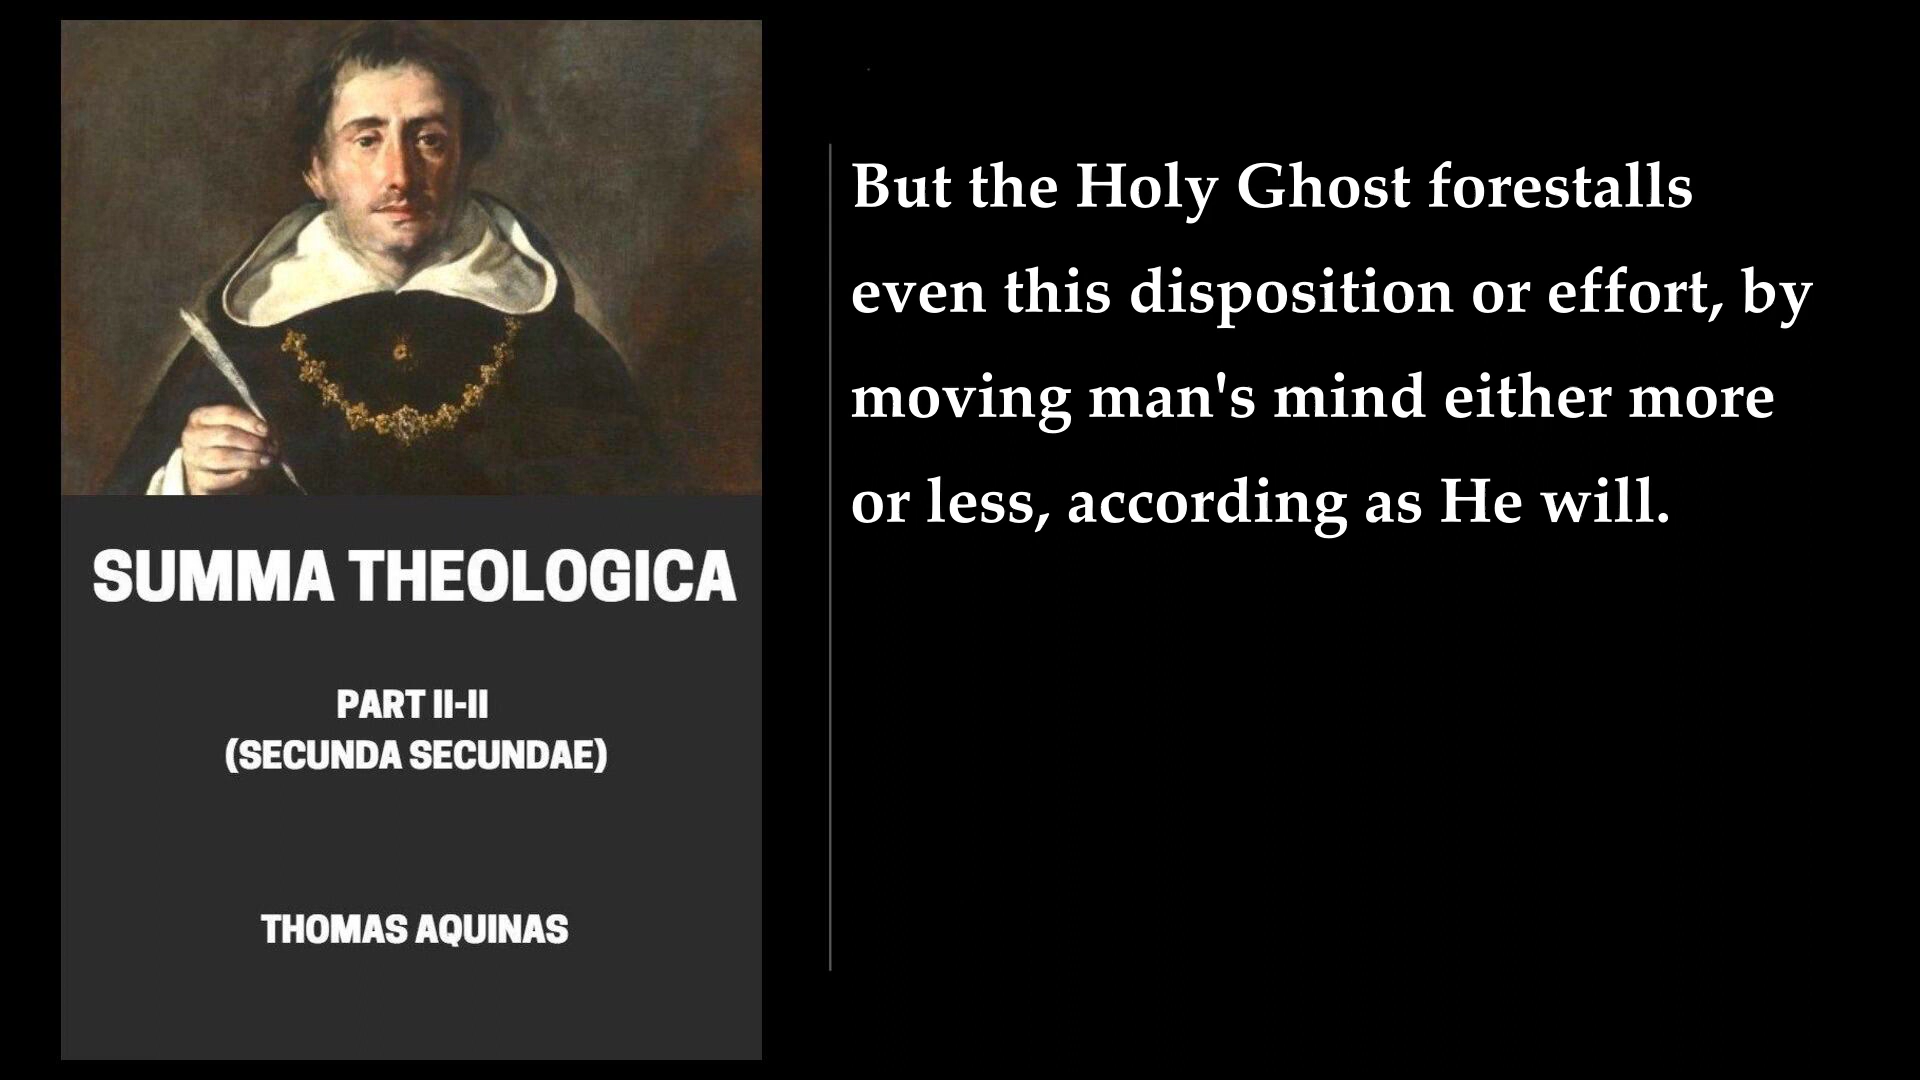 SUMMA THEOLOGICA
PART II-II
(SECUNDA SECUNDAE)
THOMAS AQUINAS
But the Holy Ghost forestalls
even this disposition or effort, by
moving man's mind either more
or less, according as He will.